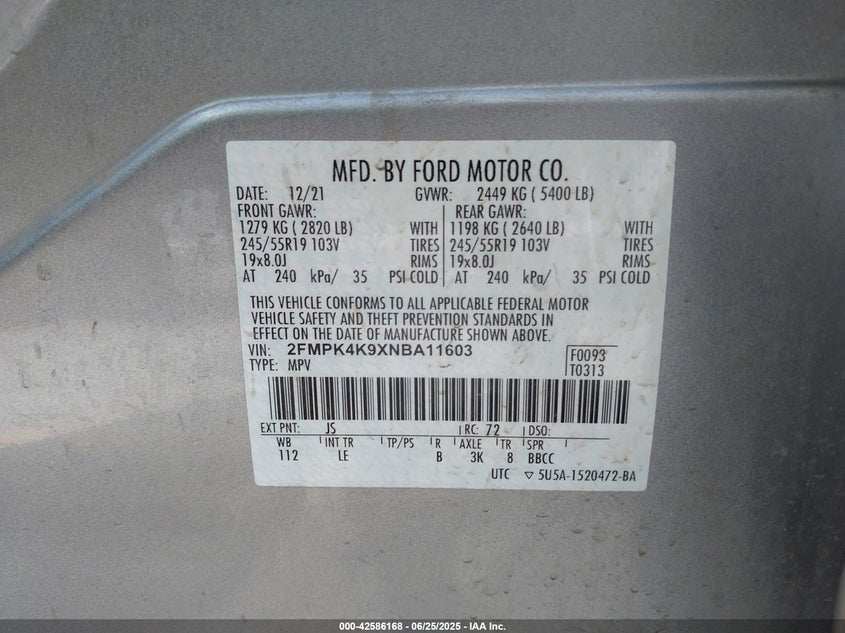 MFD. BY FORD MOTOR CO.
DATE: 12/21 GVWR: 2449 KG ( 5400 LB)
FRONT GAWR: REAR GAWR:
1279 KG ( 2820 LB) WITH 1198 KG ( 2640 LB) WITH
245/55R19 103V TIRES 245/55R19 103V TIRES
19x8.0J RIMS 19x8.0J RIMS
AT 240 kPa/ 35 PSI COLD AT 240 kPa/ 35 PSI COLD
THIS VEHICLE CONFORMS TO ALL APPLICABLE FEDERAL MOTOR
VEHICLE SAFETY AND THEFT PREVENTION STANDARDS IN
EFFECT ON THE DATE OF MANUFACTURE SHOWN ABOVE.
VIN: 2FMPK4K9XNBA11603 F0093
TYPE: MPV T0313
EXT PNT: JS RC: 72 DSO:
WB INT TR TP/PS R AXLE TR SPR
112 LE B 3K 8 BBCC
UTC ▽ 5U5A-1520472-BA
000-42586168 - 06/25/2025 - IAA Inc.